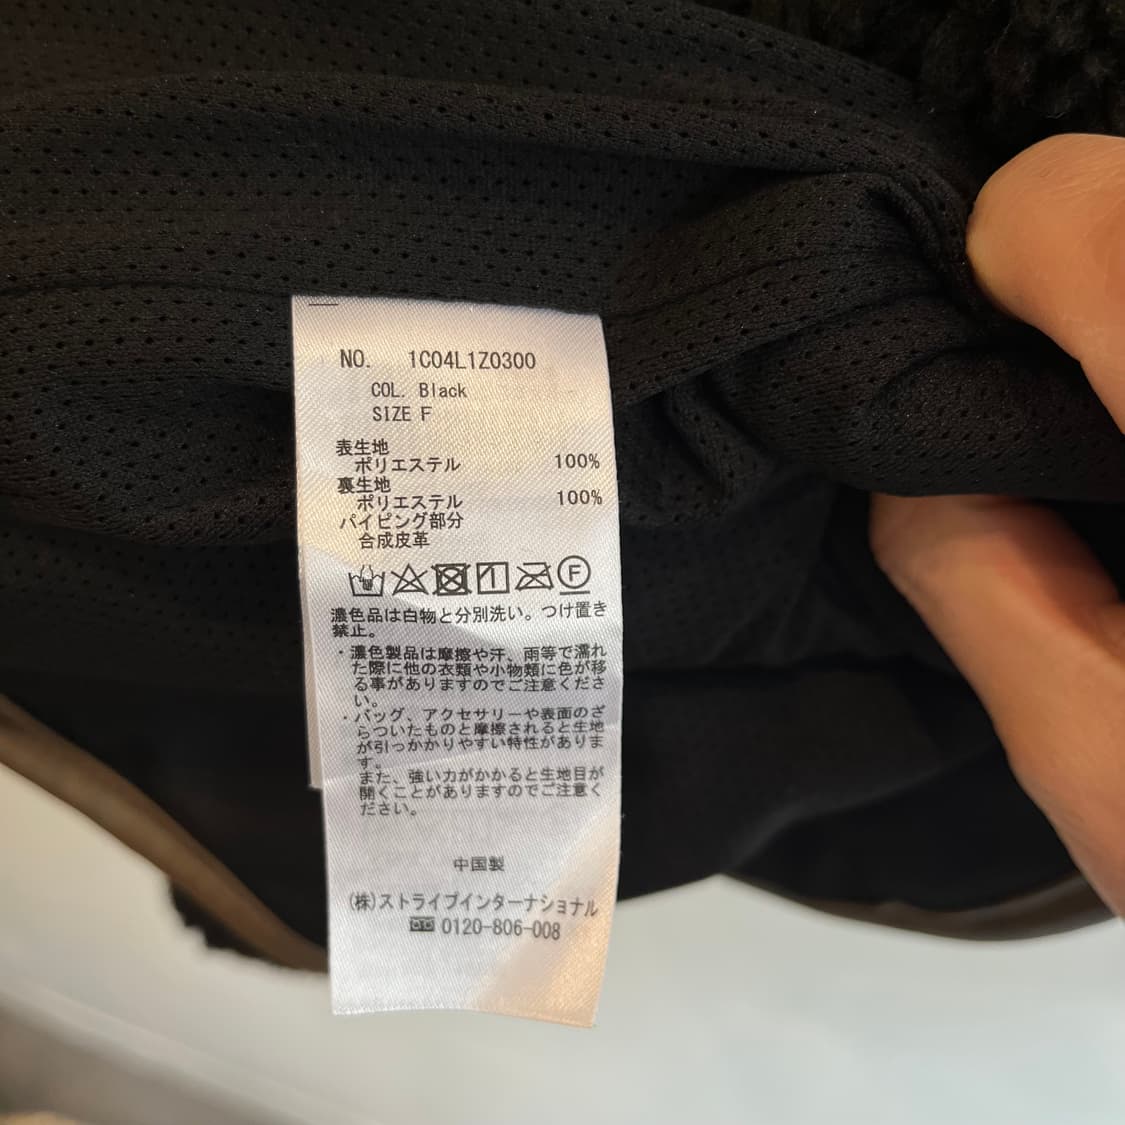 NO. 1C04L1Z0300
COL. Black
SIZE F
表生地
ポリエステル 100%
裏生地
ポリエステル 100%
パイピング部分
合成皮革
F
濃色品は白物と分別洗い。つけ置き
禁止。
・濃色製品は摩擦や汗、雨等で濡れ
た際に他の衣類や小物類に色が移
る事がありますのでご注意くださ
い。
・バッグ、アクセサリーや表面のざ
らついたものと摩擦されると生地
が引っかかりやすい特性がありま
す。
また、強い力がかかると生地目が
開くことがありますのでご注意く
ださい。
中国製
(株)ストライプインターナショナル
0120-806-008